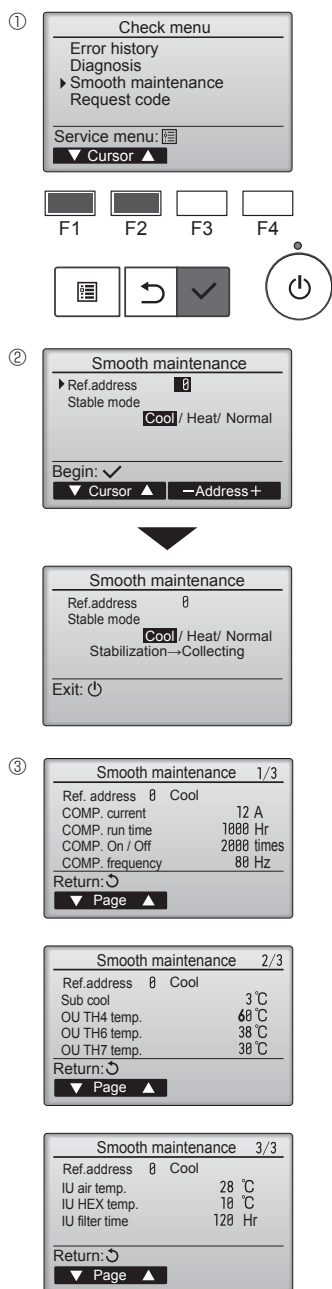 ①
Check menu
Error history
Diagnosis
Smooth maintenance
Request code
Service menu:
▼ Cursor ▲
F1 F2 F3 F4
②
Smooth maintenance
Ref.address 0
Stable mode
Cool / Heat/ Normal
Begin: ✓
▼ Cursor ▲ －Address＋
Smooth maintenance
Ref.address 0
Stable mode
Cool / Heat/ Normal
Stabilization→Collecting
Exit:
③
Smooth maintenance 1/3
Ref. address 0 Cool
COMP. current 12 A
COMP. run time 1000 Hr
COMP. On / Off 2000 times
COMP. frequency 80 Hz
Return:
▼ Page ▲
Smooth maintenance 2/3
Ref.address 0 Cool
Sub cool 3℃
OU TH4 temp. 60℃
OU TH6 temp. 38℃
OU TH7 temp. 30℃
Return:
▼ Page ▲
Smooth maintenance 3/3
Ref.address 0 Cool
IU air temp. 28 ℃
IU HEX temp. 10 ℃
IU filter time 120 Hr
Return:
▼ Page ▲